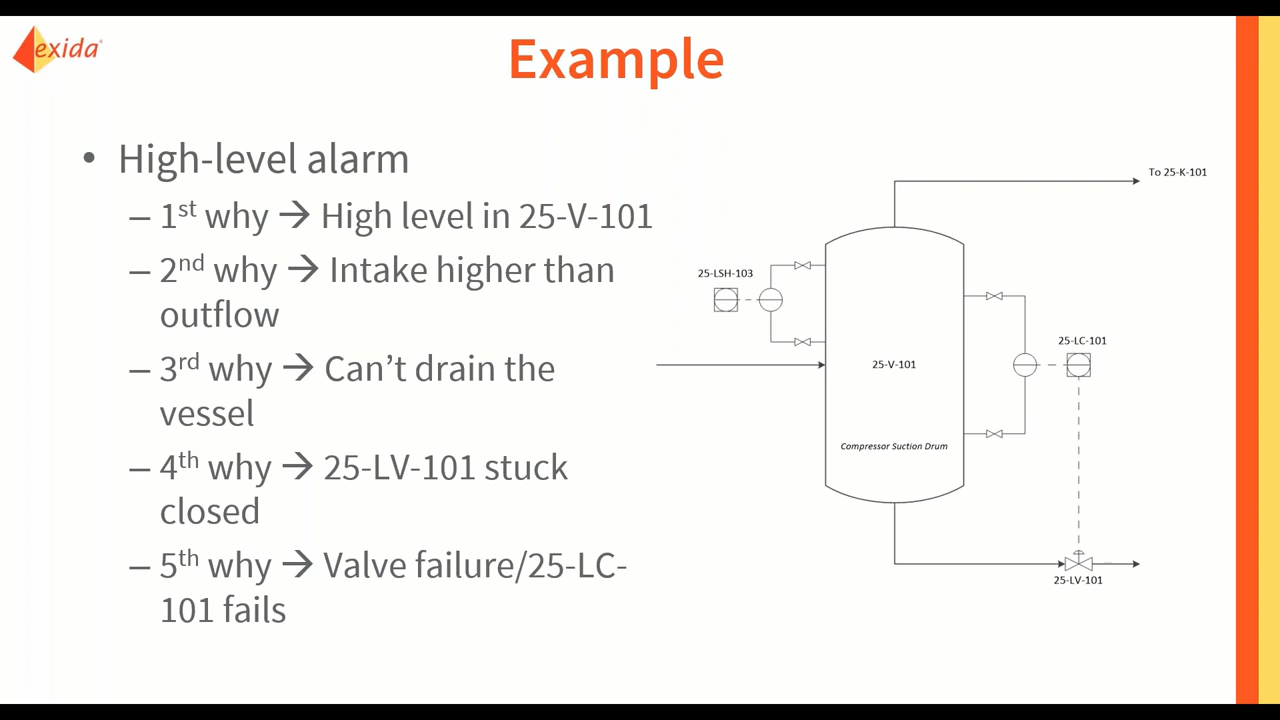 exida
Example
• High-level alarm
– 1st why → High level in 25-V-101
– 2nd why → Intake higher than
outflow
– 3rd why → Can’t drain the
vessel
– 4th why → 25-LV-101 stuck
closed
– 5th why → Valve failure/25-LC-
101 fails
To 25-K-101
25-LSH-103
25-LC-101
25-V-101
Compressor Suction Drum
25-LV-101